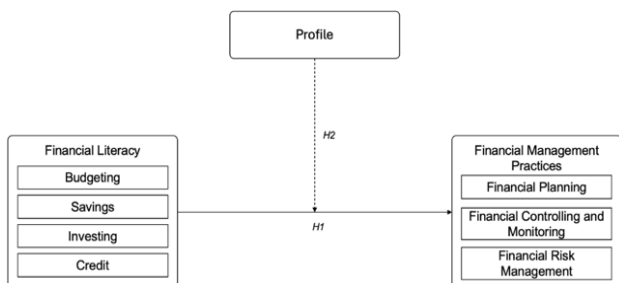 Profile
H2
Financial Literacy
Budgeting
Savings
Investing
Credit
H1
Financial Management
Practices
Financial Planning
Financial Controlling and
Monitoring
Financial Risk
Management